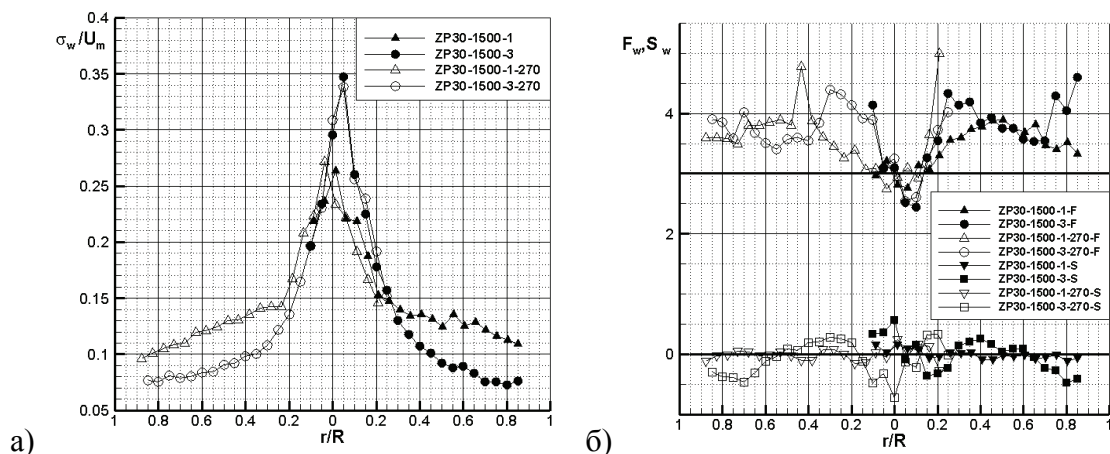 σw/Um
0.4
0.35
0.3
0.25
0.2
0.15
0.1
0.05
1 0.8 0.6 0.4 0.2 0 0.2 0.4 0.6 0.8 1
r/R
ZP30-1500-1
ZP30-1500-3
ZP30-1500-1-270
ZP30-1500-3-270
а)
Fw,Sw
4
2
0
1 0.8 0.6 0.4 0.2 0 0.2 0.4 0.6 0.8 1
r/R
ZP30-1500-1-F
ZP30-1500-3-F
ZP30-1500-1-270-F
ZP30-1500-3-270-F
ZP30-1500-1-S
ZP30-1500-3-S
ZP30-1500-1-270-S
ZP30-1500-3-270-S
б)